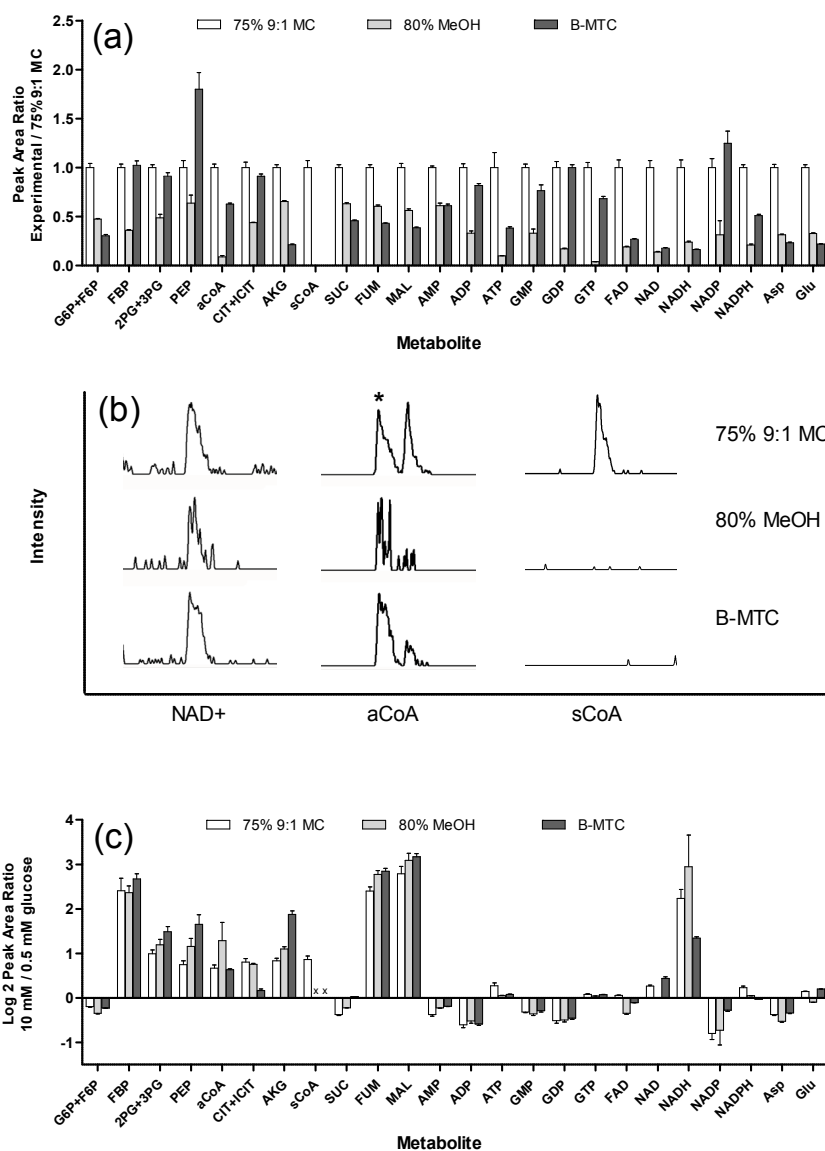 (a)
75% 9:1 MC 80% MeOH B-MTC
Peak Area Ratio
Experimental / 75% 9:1 MC
2.5
2.0
1.5
1.0
0.5
0.0
G6P+F6P FBP 2PG+3PG PEP aCoA CIT+ICIT AKG sCoA SUC FUM MAL AMP ADP ATP GMP GDP GTP FAD NAD NADH NADP NADPH Asp Glu
Metabolite
(b)
*
Intensity
75% 9:1 MC
80% MeOH
B-MTC
NAD+ aCoA sCoA
(c)
75% 9:1 MC 80% MeOH B-MTC
Log 2 Peak Area Ratio
10 mM / 0.5 mM glucose
4
3
2
1
0
-1
x x
G6P+F6P FBP 2PG+3PG PEP aCoA CIT+ICIT AKG sCoA SUC FUM MAL AMP ADP ATP GMP GDP GTP FAD NAD NADH NADP NADPH Asp Glu
Metabolite